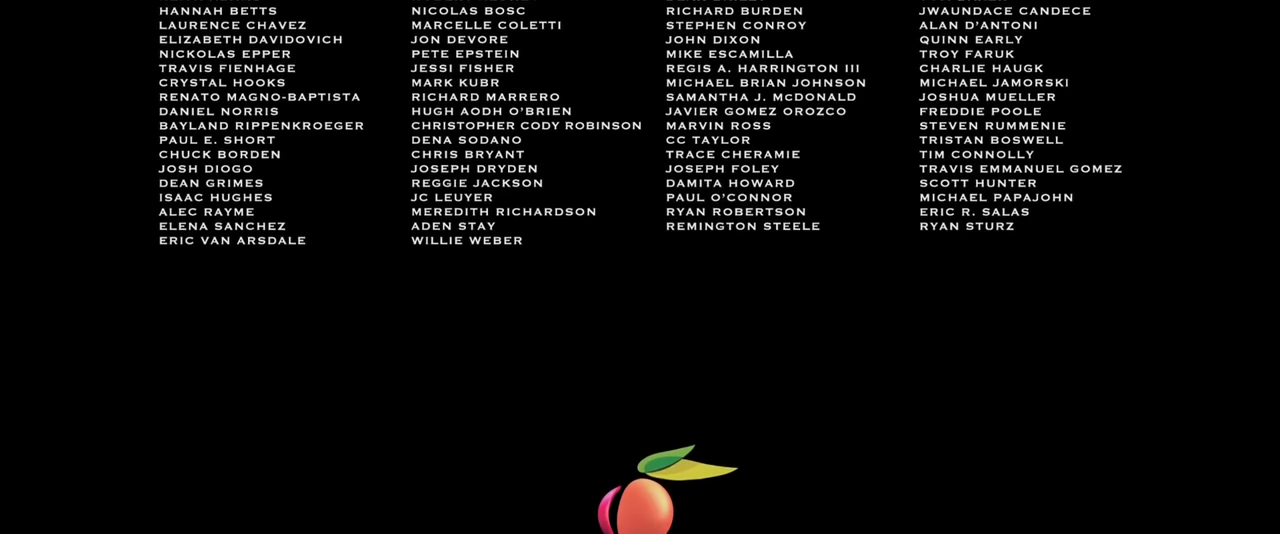 HANNAH BETTS NICOLAS BOSC RICHARD BURDEN JWAUNDACE CANDECE
LAURENCE CHAVEZ MARCELLE COLETTI STEPHEN CONROY ALAN D'ANTONI
ELIZABETH DAVIDOVICH JON DEVORE JOHN DIXON QUINN EARLY
NICKOLAS EPPER PETE EPSTEIN MIKE ESCAMILLA TROY FARUK
TRAVIS FIENHAGE JESSI FISHER REGIS A. HARRINGTON III CHARLIE HAUGK
CRYSTAL HOOKS MARK KUBR MICHAEL BRIAN JOHNSON MICHAEL JAMORSKI
RENATO MAGNO-BAPTISTA RICHARD MARRERO SAMANTHA J. McDONALD JOSHUA MUELLER
DANIEL NORRIS HUGH AODH O'BRIEN JAVIER GOMEZ OROZCO FREDDIE POOLE
BAYLAND RIPPENKROEGER CHRISTOPHER CODY ROBINSON MARVIN ROSS STEVEN RUMMENIE
PAUL E. SHORT DENA SODANO CC TAYLOR TRISTAN BOSWELL
CHUCK BORDEN CHRIS BRYANT TRACE CHERAMIE TIM CONNOLLY
JOSH DIOGO JOSEPH DRYDEN JOSEPH FOLEY TRAVIS EMMANUEL GOMEZ
DEAN GRIMES REGGIE JACKSON DAMITA HOWARD SCOTT HUNTER
ISAAC HUGHES JC LEUYER PAUL O'CONNOR MICHAEL PAPAJOHN
ALEC RAYME MEREDITH RICHARDSON RYAN ROBERTSON ERIC R. SALAS
ELENA SANCHEZ ADEN STAY REMINGTON STEELE RYAN STURZ
ERIC VAN ARSDALE WILLIE WEBER